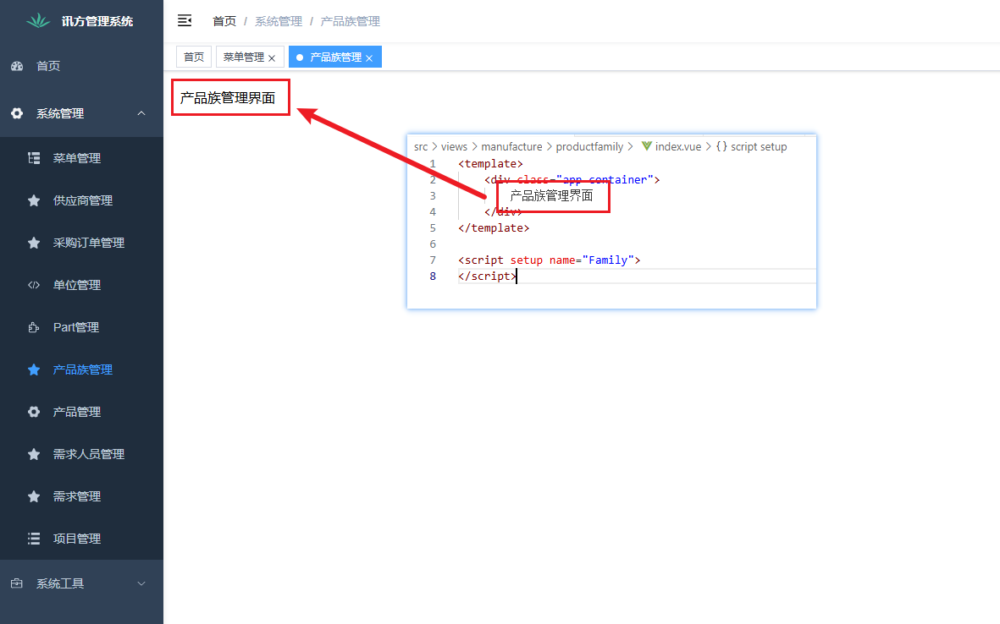 讯方管理系统
首页
系统管理
菜单管理
供应商管理
采购订单管理
单位管理
Part管理
产品族管理
产品管理
需求人员管理
需求管理
项目管理
系统工具
首页 / 系统管理 / 产品族管理
首页 菜单管理 × 产品族管理 ×
产品族管理界面
src > views > manufacture > productfamily > index.vue > {} script setup
1 <template>
2 <div class="app-container">
3 产品族管理界面
4 </div>
5 </template>
6
7 <script setup name="Family">
8 </script>